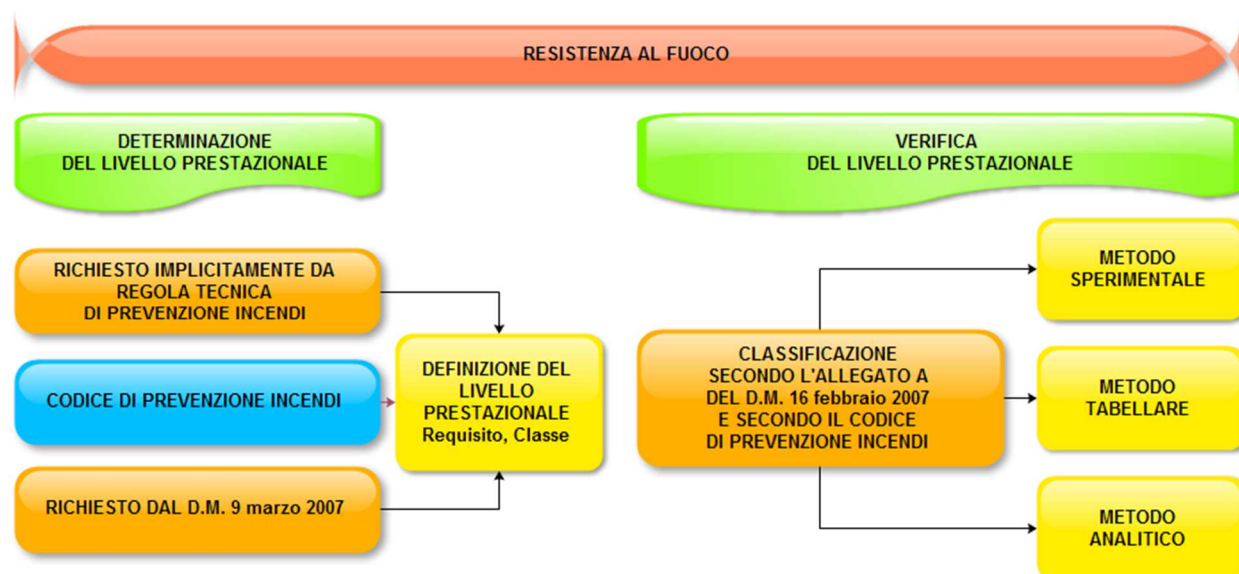 RESISTENZA AL FUOCO
DETERMINAZIONE
DEL LIVELLO PRESTAZIONALE
RICHIESTO IMPLICITAMENTE DA
REGOLA TECNICA
DI PREVENZIONE INCENDI
CODICE DI PREVENZIONE INCENDI
RICHIESTO DAL D.M. 9 marzo 2007
DEFINIZIONE DEL
LIVELLO
PRESTAZIONALE
Requisito, Classe
VERIFICA
DEL LIVELLO PRESTAZIONALE
CLASSIFICAZIONE
SECONDO L'ALLEGATO A
DEL D.M. 16 febbraio 2007
E SECONDO IL CODICE
DI PREVENZIONE INCENDI
METODO
SPERIMENTALE
METODO
TABELLARE
METODO
ANALITICO